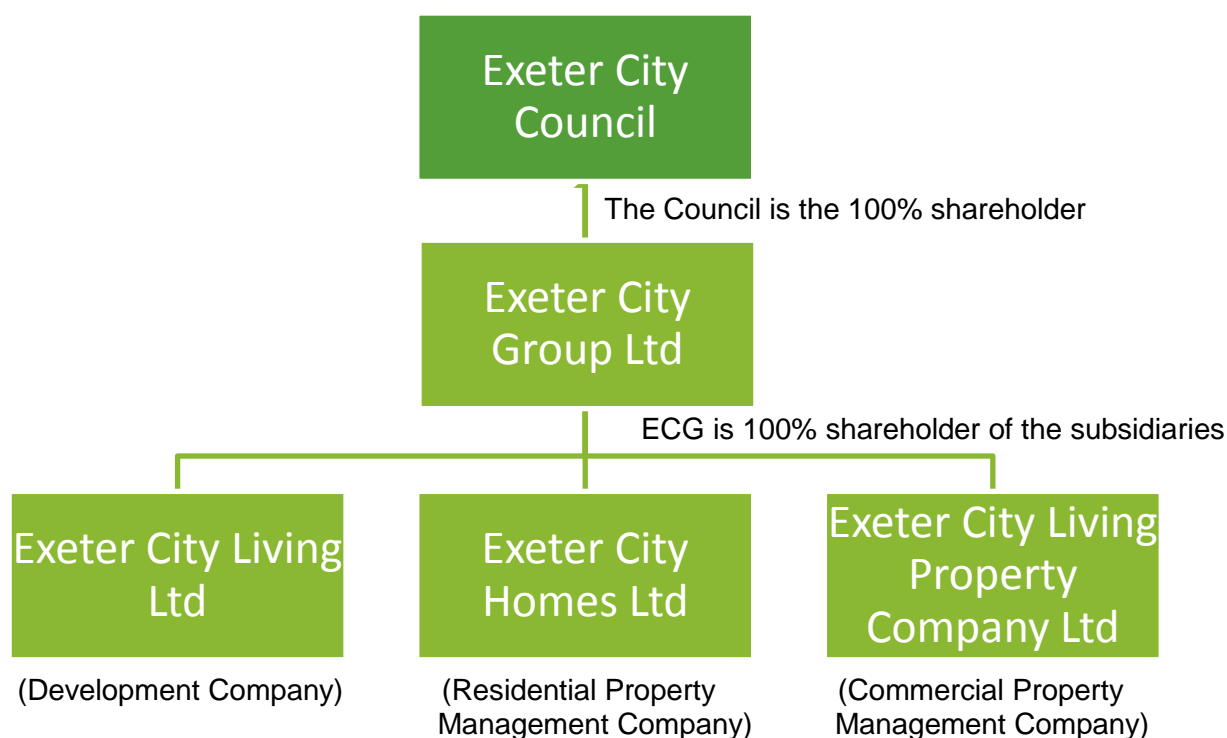 Exeter City
Council
The Council is the 100% shareholder
Exeter City
Group Ltd
ECG is 100% shareholder of the subsidiaries
Exeter City Living
Ltd
Exeter City
Homes Ltd
Exeter City Living
Property
Company Ltd
(Development Company)
(Residential Property
Management Company)
(Commercial Property
Management Company)